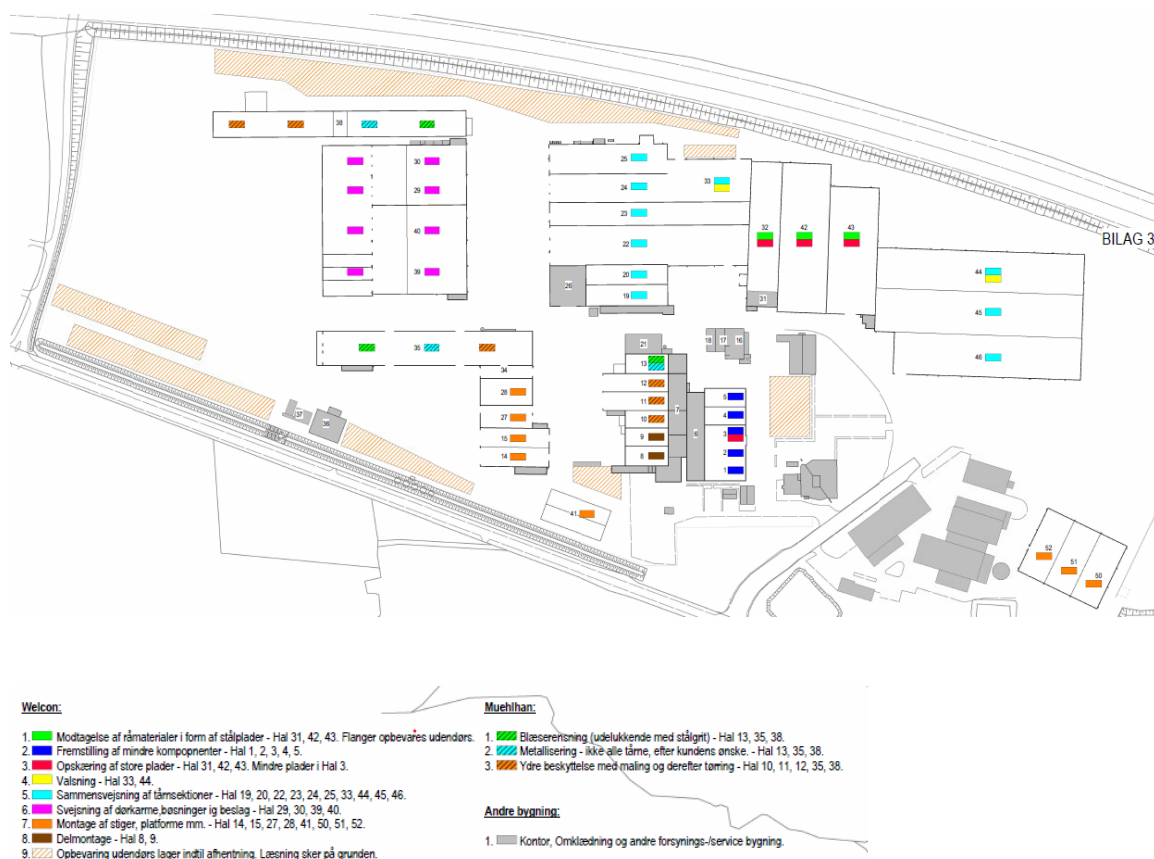 25
38
30
33
24
29
23
32
42
43
40
BILAG 3
22
44
20
39
26
19
31
45
18
17
16
21
35
46
13
34
12
28
5
11
7
4
27
10
37
36
6
3
15
9
2
14
8
1
41
52
51
50
Welcon:
1. Modtagelse af råmaterialer i form af stålplader - Hal 31, 42, 43. Flanger opbevares udendørs.
2. Fremstilling af mindre kompopnenter - Hal 1, 2, 3, 4, 5.
3. Opskæring af store plader - Hal 31, 42, 43. Mindre plader i Hal 3.
4. Valsning - Hal 33, 44.
5. Sammensvejsning af tårnsektioner - Hal 19, 20, 22, 23, 24, 25, 33, 44, 45, 46.
6. Svejsning af dørkarme,bøsninger ig beslag - Hal 29, 30, 39, 40.
7. Montage af stiger, platforme mm. - Hal 14, 15, 27, 28, 41, 50, 51, 52.
8. Delmontage - Hal 8, 9.
9. Opbevaring udendørs lager indtil afhentning. Læsning sker på grunden.
Muehlhan:
1. Blæserensning (udelukkende med stålgrit) - Hal 13, 35, 38.
2. Metallisering - ikke alle tårne, efter kundens ønske. - Hal 13, 35, 38.
3. Ydre beskyttelse med maling og derefter tørring - Hal 10, 11, 12, 35, 38.
Andre bygning:
1. Kontor, Omklædning og andre forsynings-/service bygning.